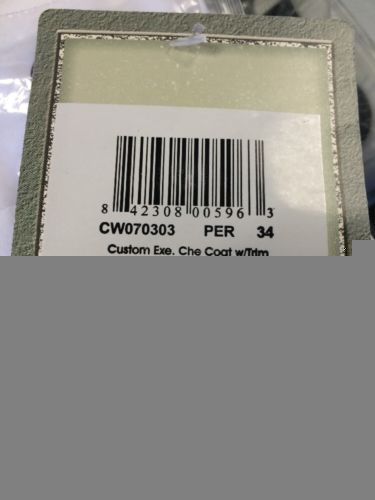 8 42308 00596 3
CW070303 PER 34
Custom Exe. Che Coat w/Trim